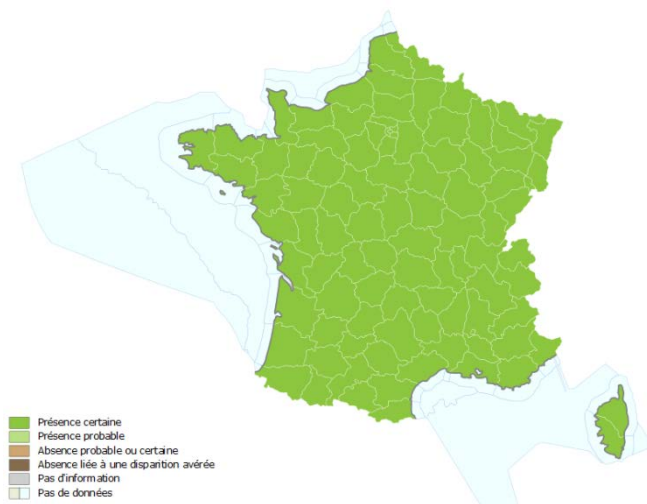 Présence certaine
Présence probable
Absence probable ou certaine
Absence liée à une disparition avérée
Pas d'information
Pas de données